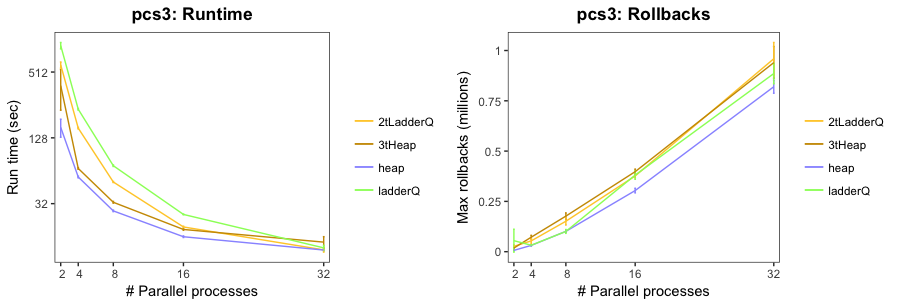 pcs3: Runtime
Run time (sec)
512
128
32
2 4 8 16 32
# Parallel processes
2tLadderQ
3tHeap
heap
ladderQ
pcs3: Rollbacks
Max rollbacks (millions)
1
0.75
0.5
0.25
0
2 4 8 16 32
# Parallel processes
2tLadderQ
3tHeap
heap
ladderQ